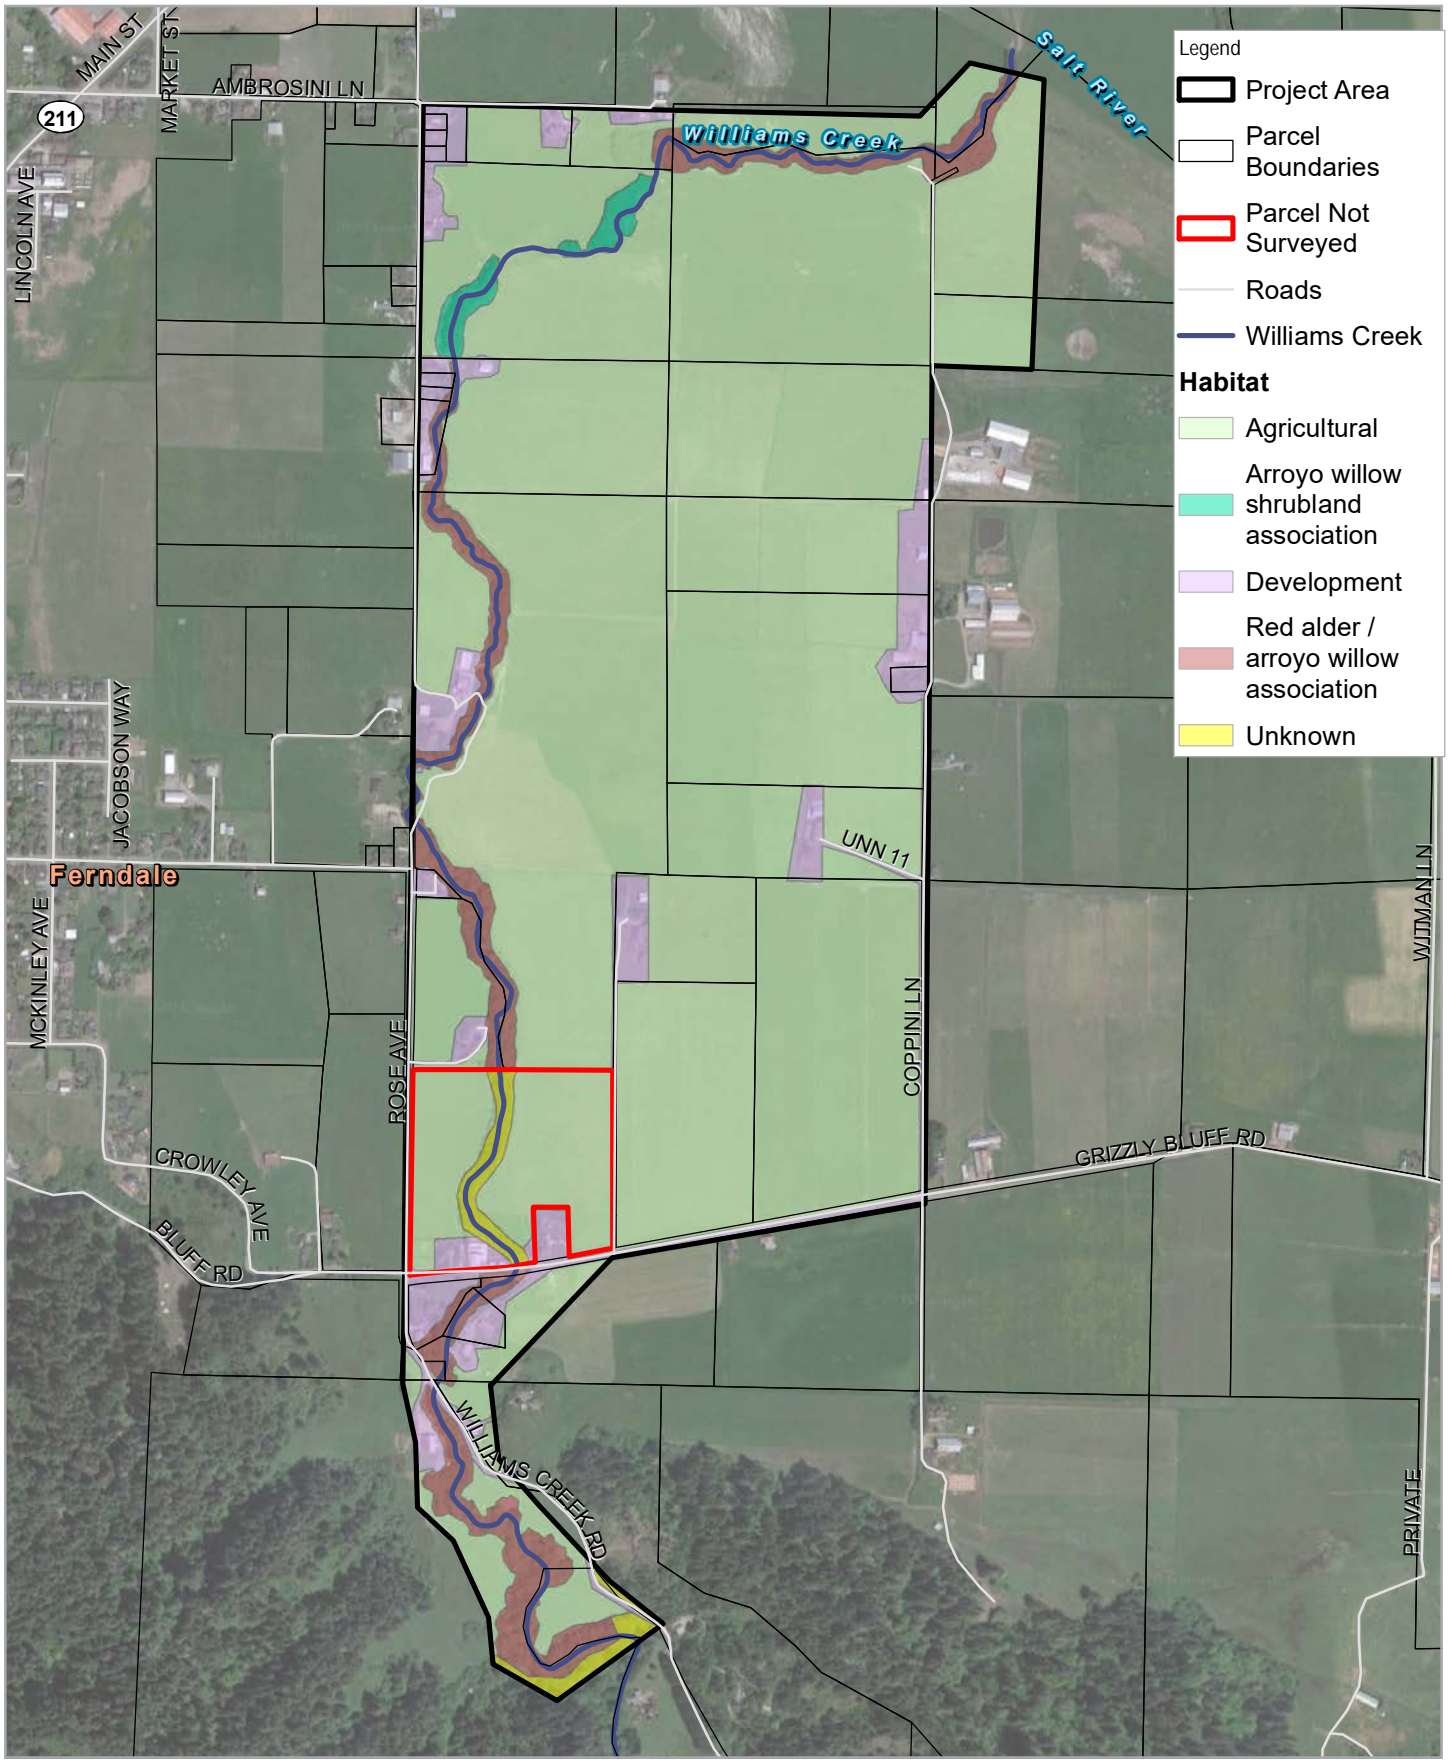 MAIN ST
MARKET ST
AMBROSINI LN
211
LINCOLN AVE
Williams Creek
Salt River
JACOBSON WAY
Ferndale
MCKINLEY AVE
ROSE AVE
UNN 11
COPPINI LN
WITMAN LN
CROWLEY AVE
BLUFF RD
GRIZZLY BLUFF RD
WILLIAMS CREEK RD
PRIVATE
Legend
Project Area
Parcel
Boundaries
Parcel Not
Surveyed
Roads
Williams Creek
Habitat
Agricultural
Arroyo willow
shrubland
association
Development
Red alder /
arroyo willow
association
Unknown